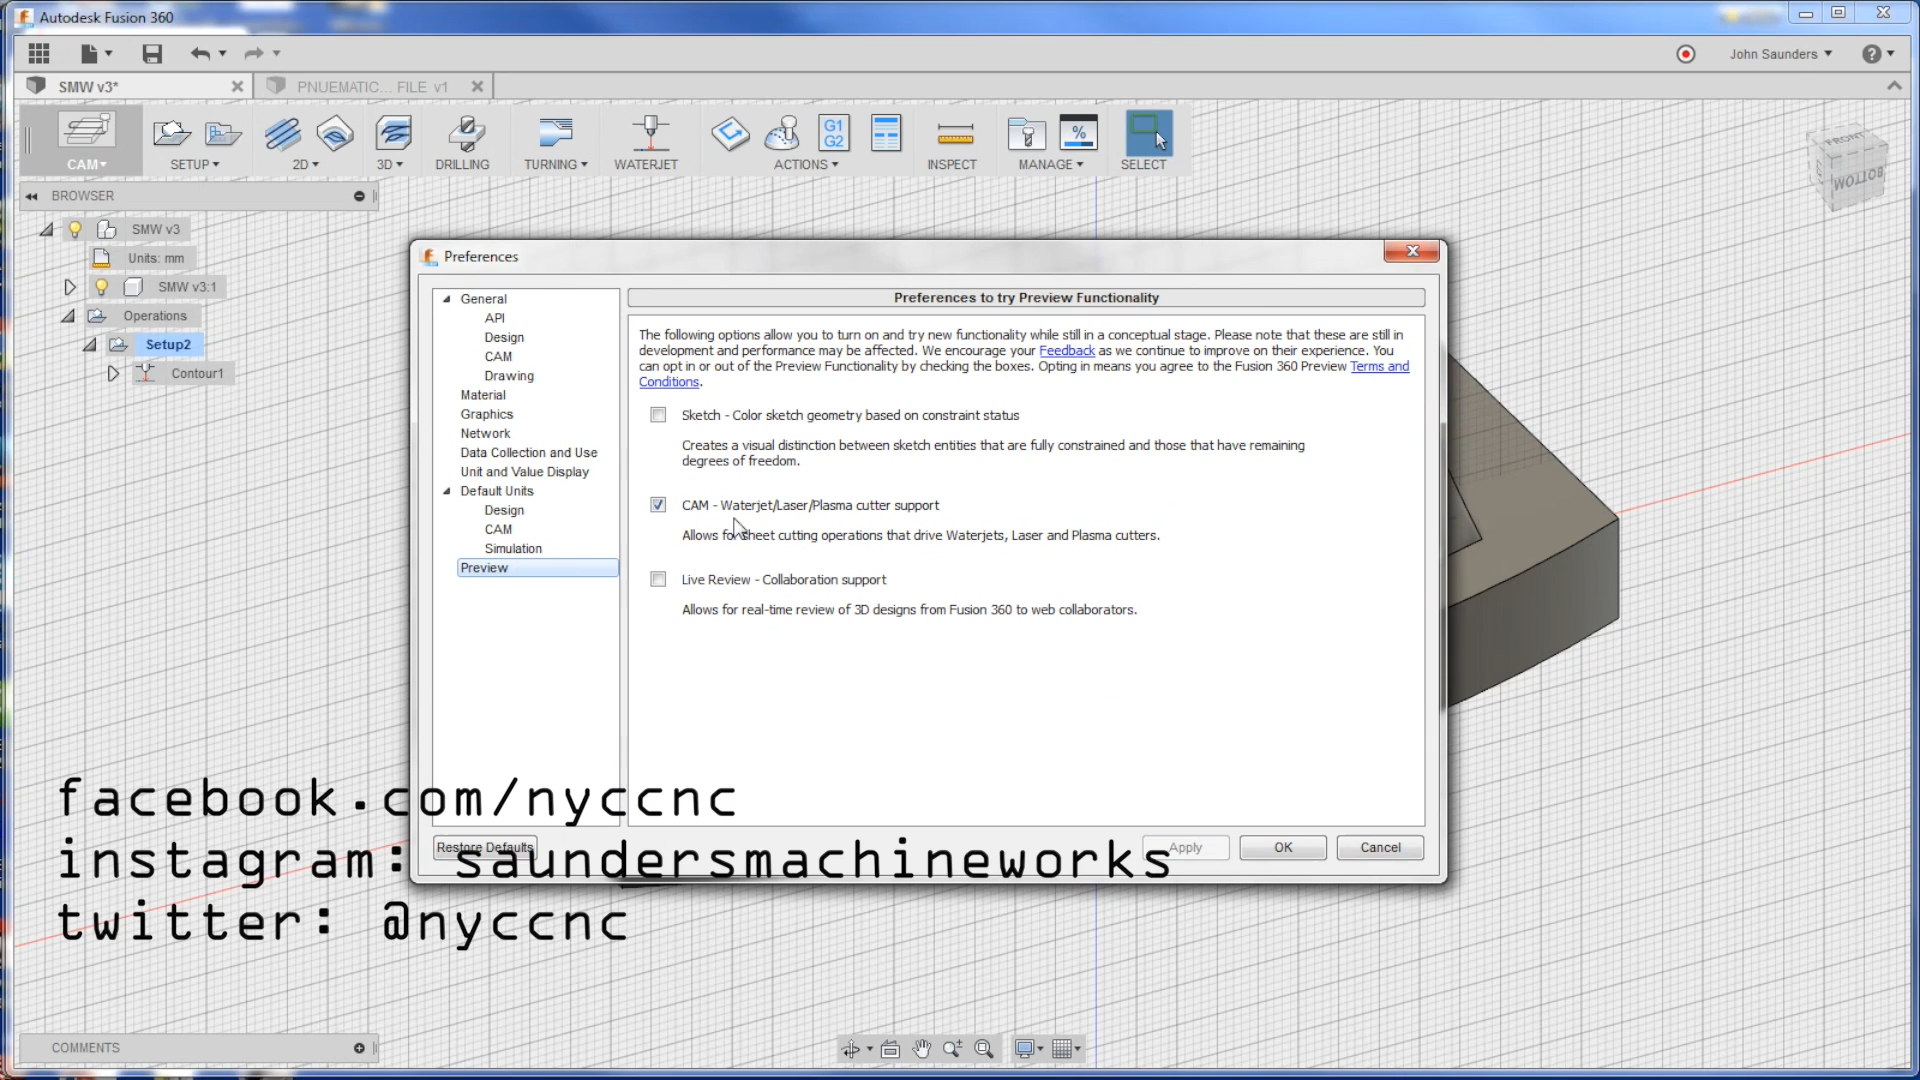 Autodesk Fusion 360
John Saunders
SMW v3*
PNUEMATIC... FILE v1
CAM
SETUP
2D
3D
DRILLING
TURNING
WATERJET
G1
G2
ACTIONS
INSPECT
%
MANAGE
SELECT
FRONT
BOTTOM
BROWSER
SMW v3
Units: mm
SMW v3:1
Operations
Setup2
Contour1
Preferences
General
API
Design
CAM
Drawing
Material
Graphics
Network
Data Collection and Use
Unit and Value Display
Default Units
Design
CAM
Simulation
Preview
Preferences to try Preview Functionality
The following options allow you to turn on and try new functionality while still in a conceptual stage. Please note that these are still in
development and performance may be affected. We encourage your Feedback as we continue to improve on their experience. You
can opt in or out of the Preview Functionality by checking the boxes. Opting in means you agree to the Fusion 360 Preview Terms and
Conditions.
Sketch - Color sketch geometry based on constraint status
Creates a visual distinction between sketch entities that are fully constrained and those that have remaining
degrees of freedom.
CAM - Waterjet/Laser/Plasma cutter support
Allows for sheet cutting operations that drive Waterjets, Laser and Plasma cutters.
Live Review - Collaboration support
Allows for real-time review of 3D designs from Fusion 360 to web collaborators.
Restore Defaults
Apply
OK
Cancel
facebook.com/nyccnc
instagram: saundersmachineworks
twitter: @nyccnc
COMMENTS